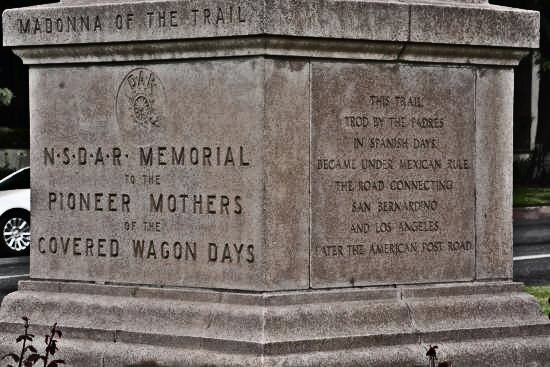 MADONNA OF THE TRAIL
D·A·R
N·S·D·A·R· MEMORIAL
TO THE
PIONEER MOTHERS
OF THE
COVERED WAGON DAYS
THIS TRAIL,
TROD BY THE PADRES
IN SPANISH DAYS,
BECAME UNDER MEXICAN RULE,
THE ROAD CONNECTING
SAN BERNARDINO
AND LOS ANGELES,
LATER THE AMERICAN POST ROAD.